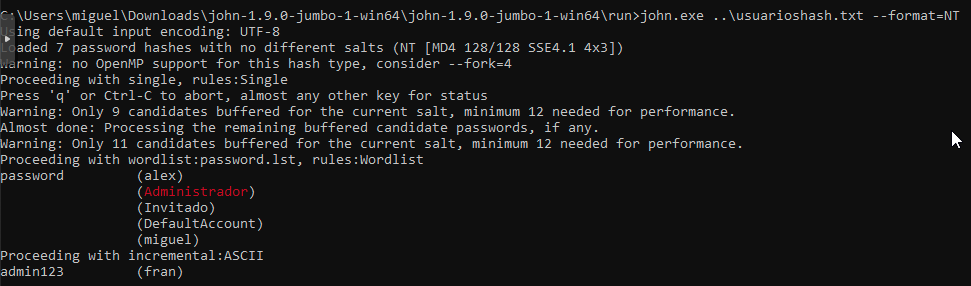 C:\Users\miguel\Downloads\john-1.9.0-jumbo-1-win64\john-1.9.0-jumbo-1-win64\run>john.exe ..\usuarioshash.txt --format=NT
Using default input encoding: UTF-8
Loaded 7 password hashes with no different salts (NT [MD4 128/128 SSE4.1 4x3])
Warning: no OpenMP support for this hash type, consider --fork=4
Proceeding with single, rules:Single
Press 'q' or Ctrl-C to abort, almost any other key for status
Warning: Only 9 candidates buffered for the current salt, minimum 12 needed for performance.
Almost done: Processing the remaining buffered candidate passwords, if any.
Warning: Only 11 candidates buffered for the current salt, minimum 12 needed for performance.
Proceeding with wordlist:password.lst, rules:Wordlist
password         (alex)
                 (Administrador)
                 (Invitado)
                 (DefaultAccount)
                 (miguel)
Proceeding with incremental:ASCII
admin123         (fran)